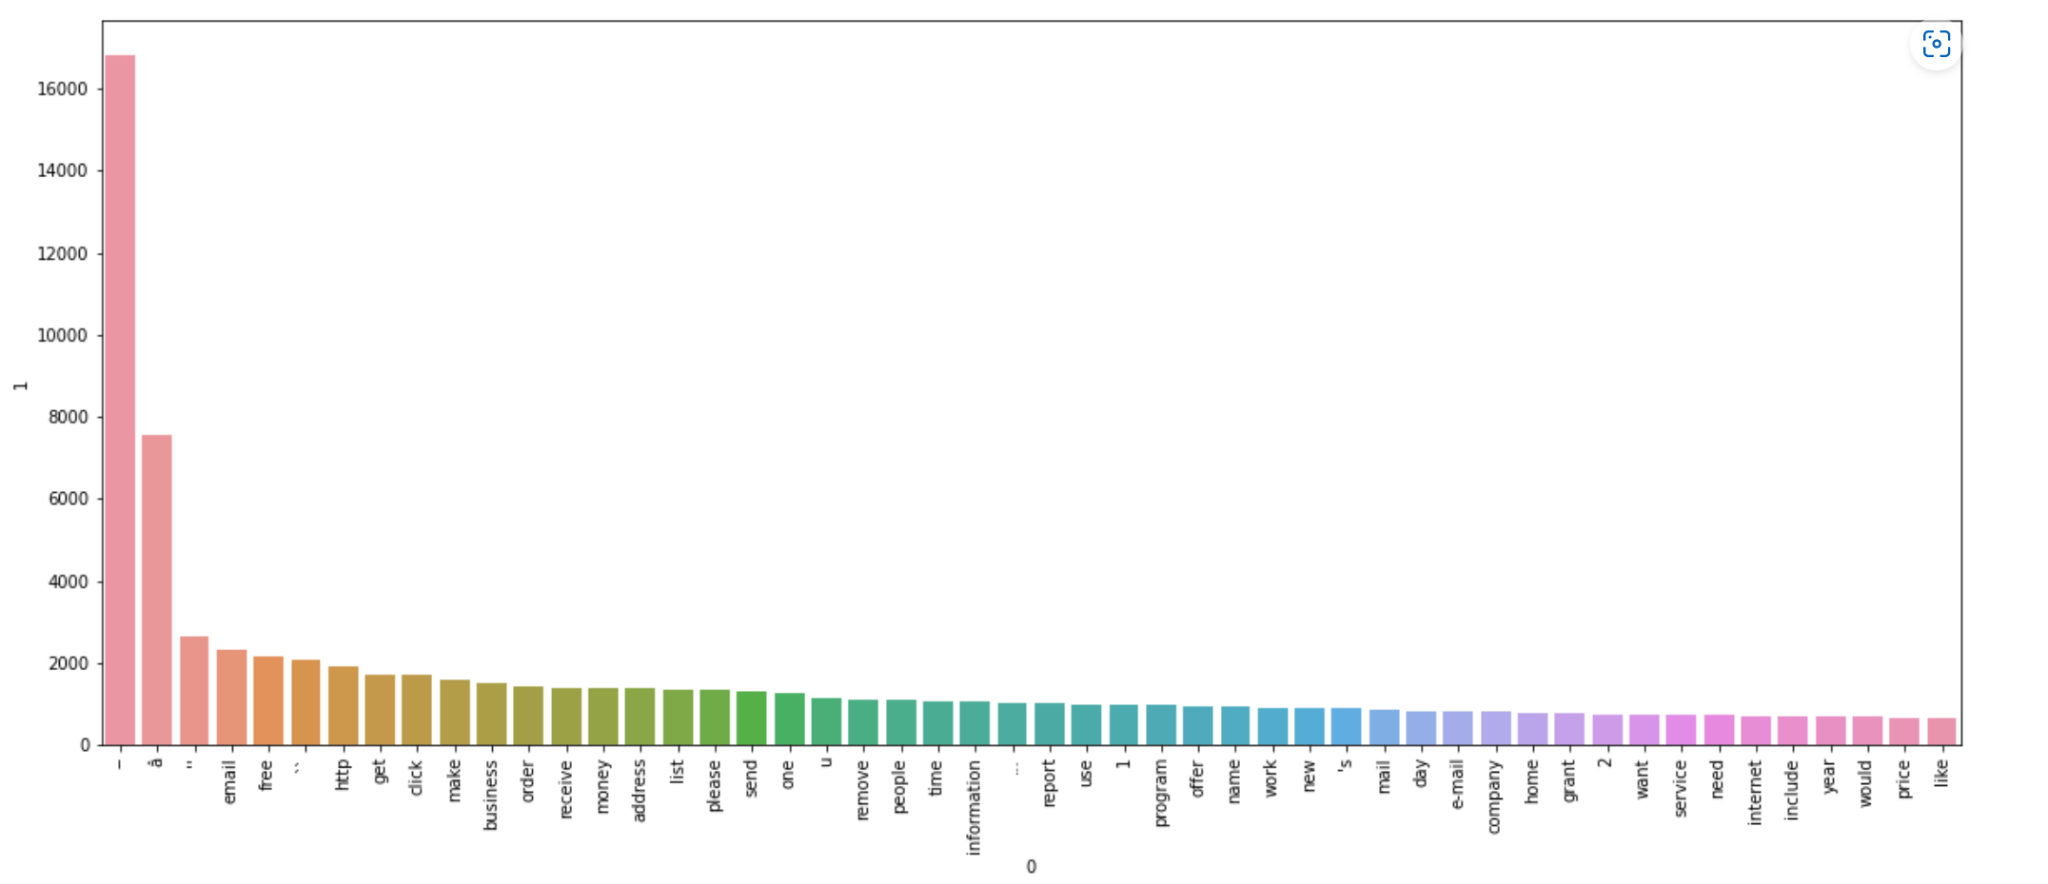 16000
14000
12000
10000
8000
6000
4000
2000
0
1
_
â
''
email
free
``
http
get
click
make
business
order
receive
money
address
list
please
send
one
u
remove
people
time
information
...
report
use
1
program
offer
name
work
new
's
mail
day
e-mail
company
home
grant
2
want
service
need
internet
include
year
would
price
like
0